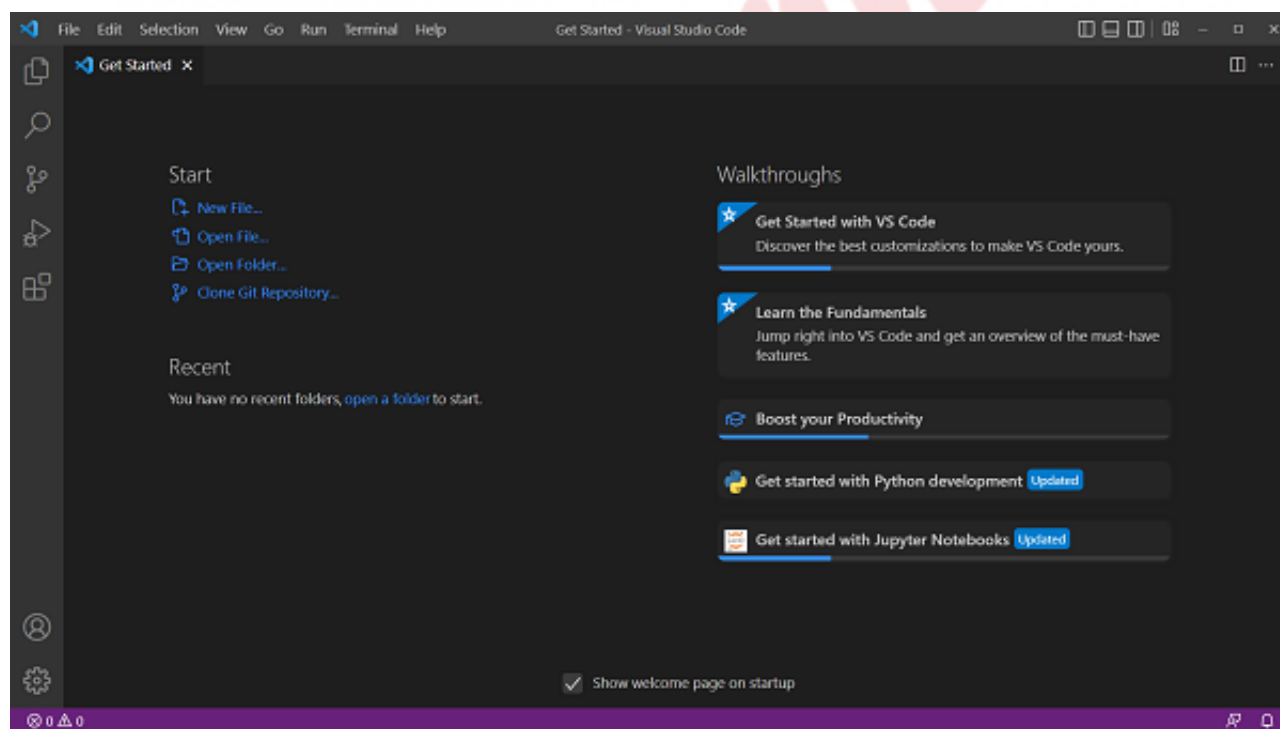 File Edit Selection View Go Run Terminal Help
Get Started - Visual Studio Code
Get Started
Start
New File...
Open File...
Open Folder...
Clone Git Repository...
Recent
You have no recent folders, open a folder to start.
Walkthroughs
Get Started with VS Code
Discover the best customizations to make VS Code yours.
Learn the Fundamentals
Jump right into VS Code and get an overview of the must-have
features.
Boost your Productivity
Get started with Python development Updated
Get started with Jupyter Notebooks Updated
Show welcome page on startup
0 0